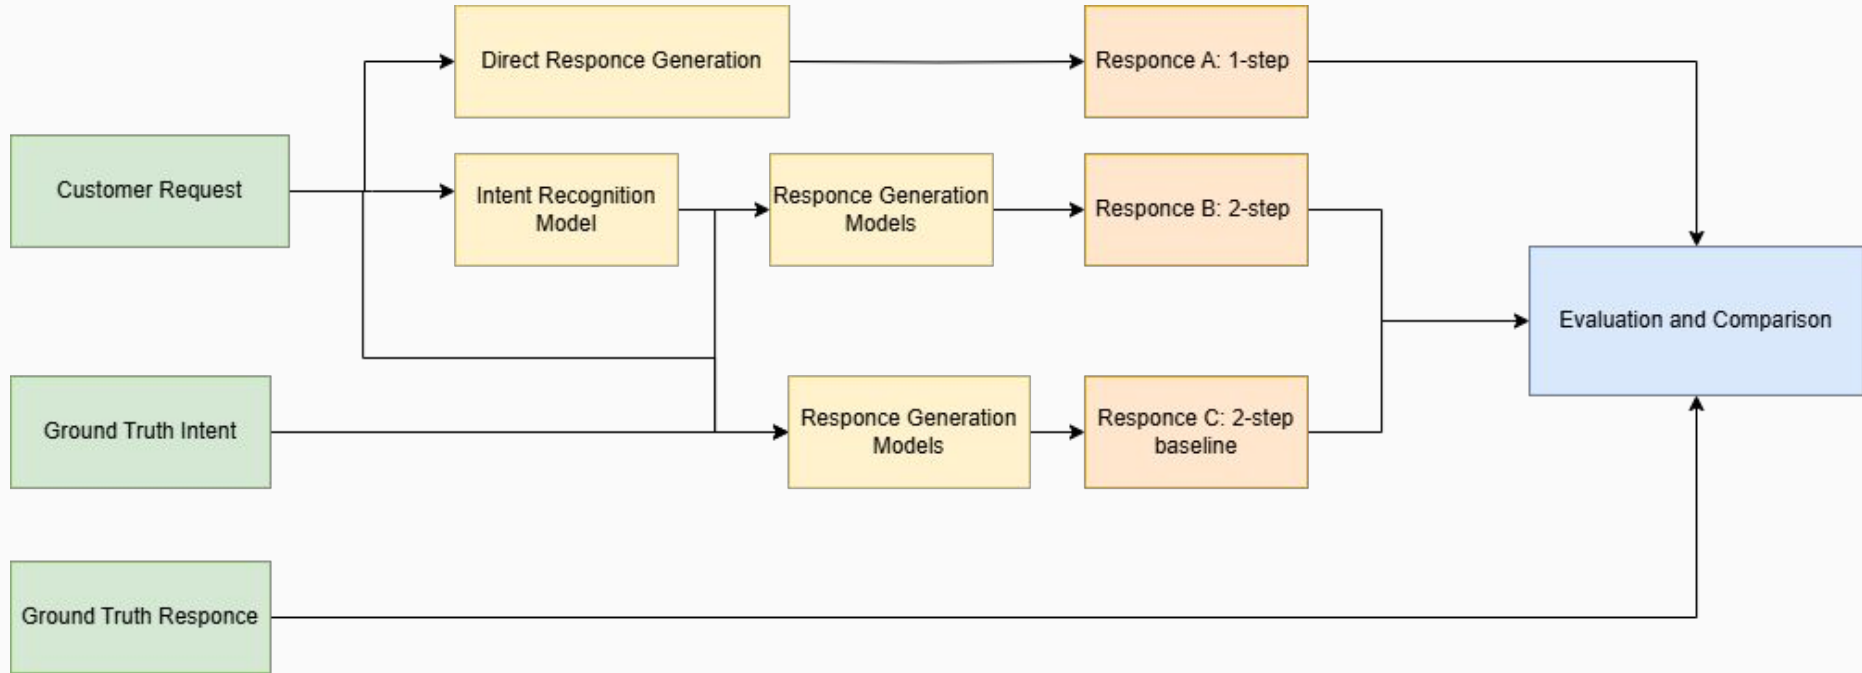 Direct Responce Generation
Responce A: 1-step
Customer Request
Intent Recognition
Model
Responce Generation
Models
Responce B: 2-step
Evaluation and Comparison
Ground Truth Intent
Responce Generation
Models
Responce C: 2-step
baseline
Ground Truth Responce